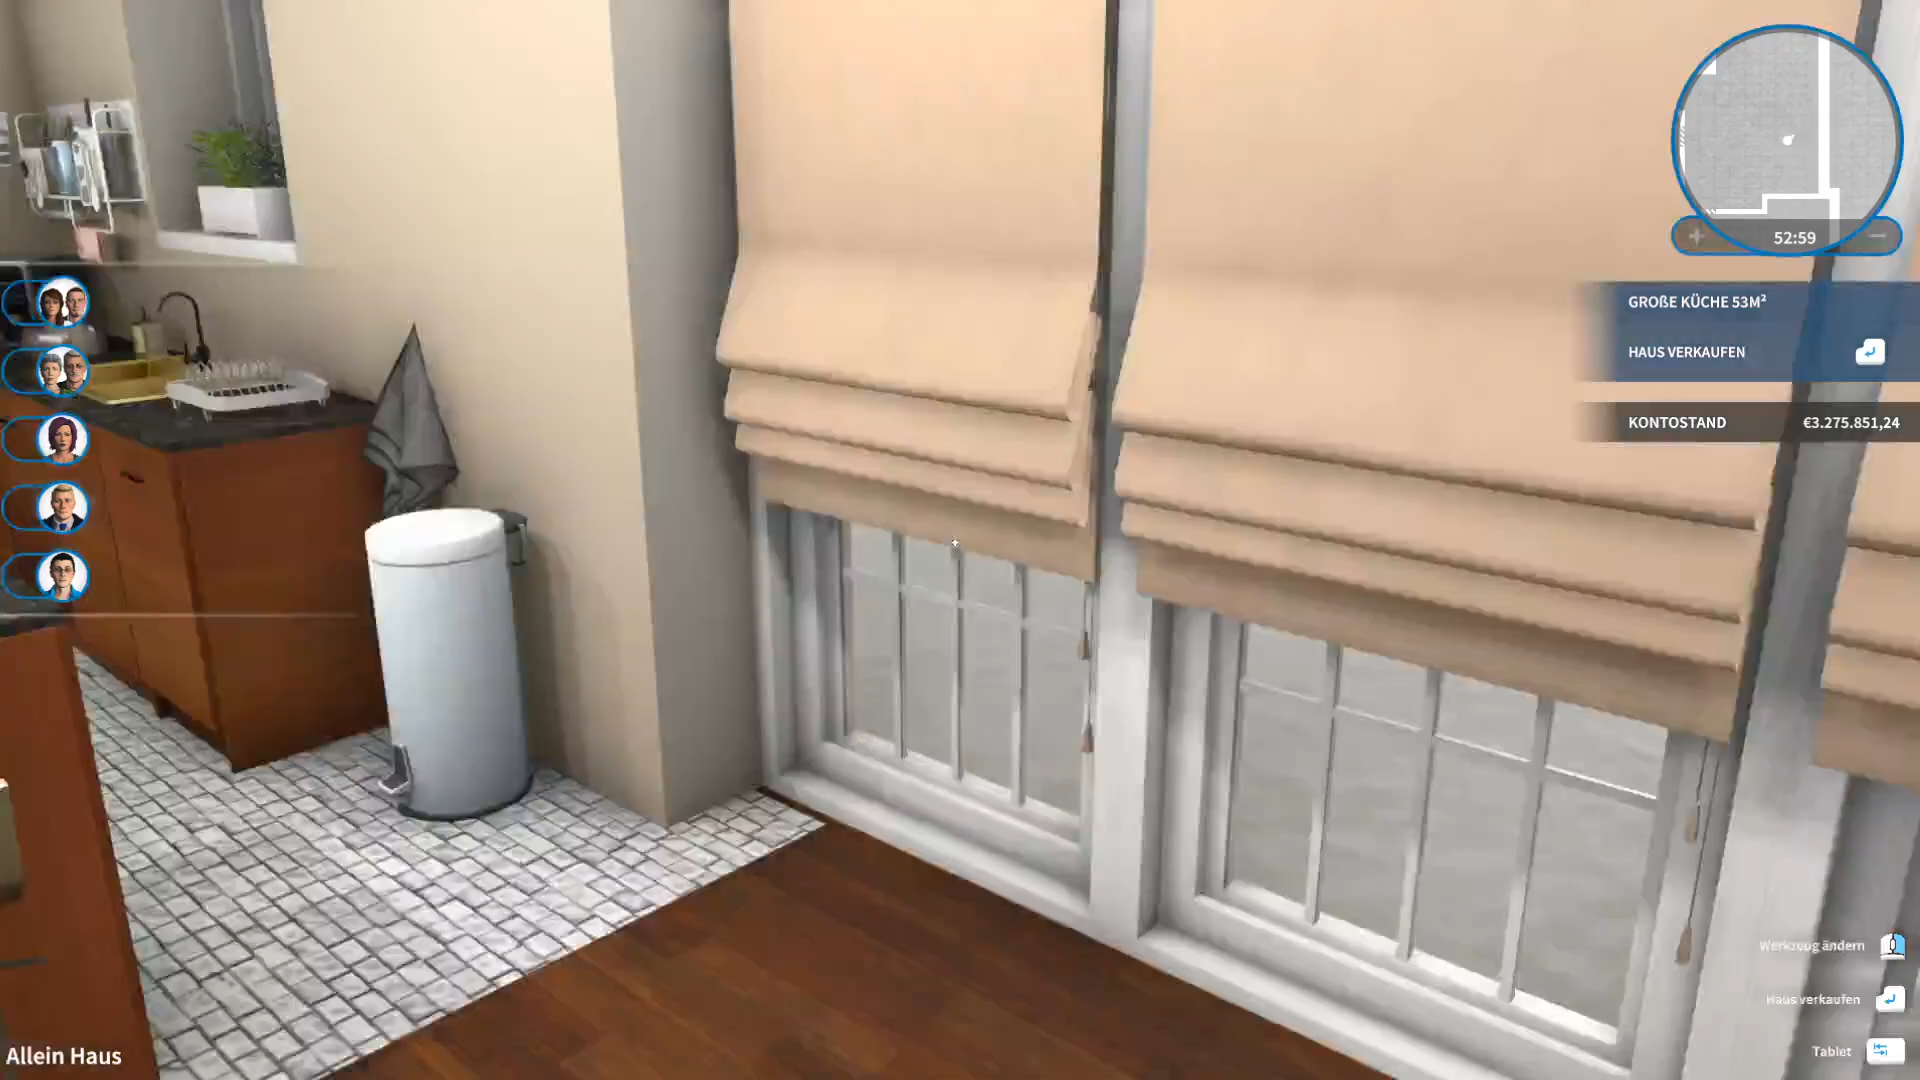 52:59
GROßE KÜCHE 53M²
HAUS VERKAUFEN
KONTOSTAND €3.275.851,24
Werkzeug ändern
Haus verkaufen
Tablet
Allein Haus